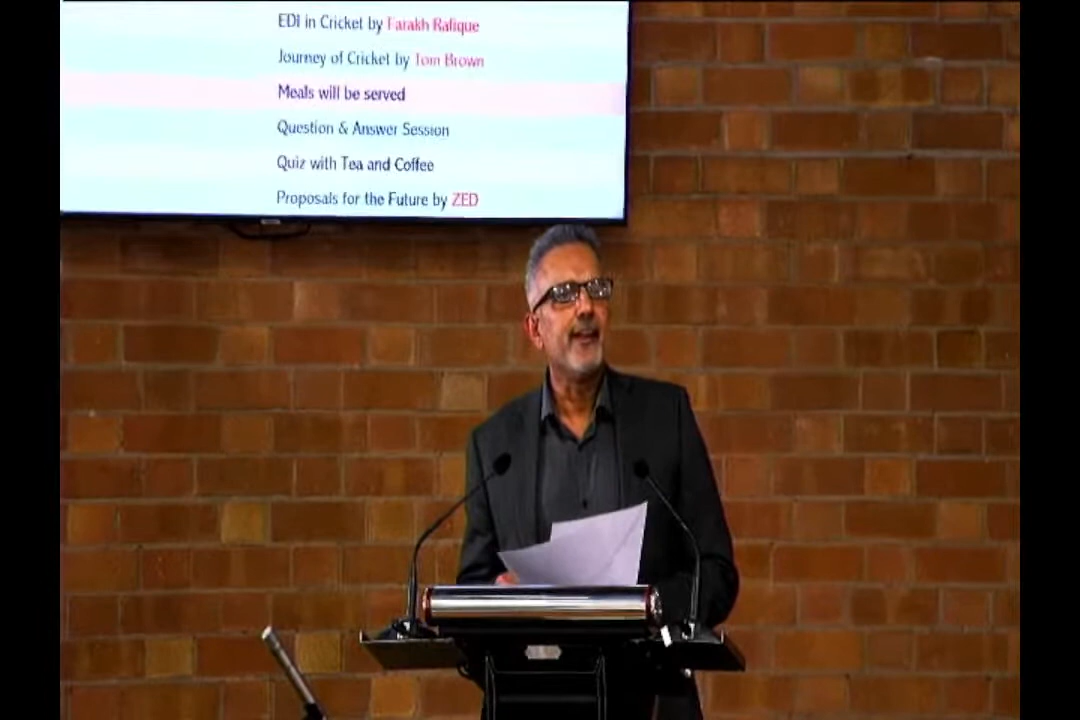 EDI in Cricket by Farakh Rafique
Journey of Cricket by Tom Brown
Meals will be served
Question & Answer Session
Quiz with Tea and Coffee
Proposals for the Future by ZED